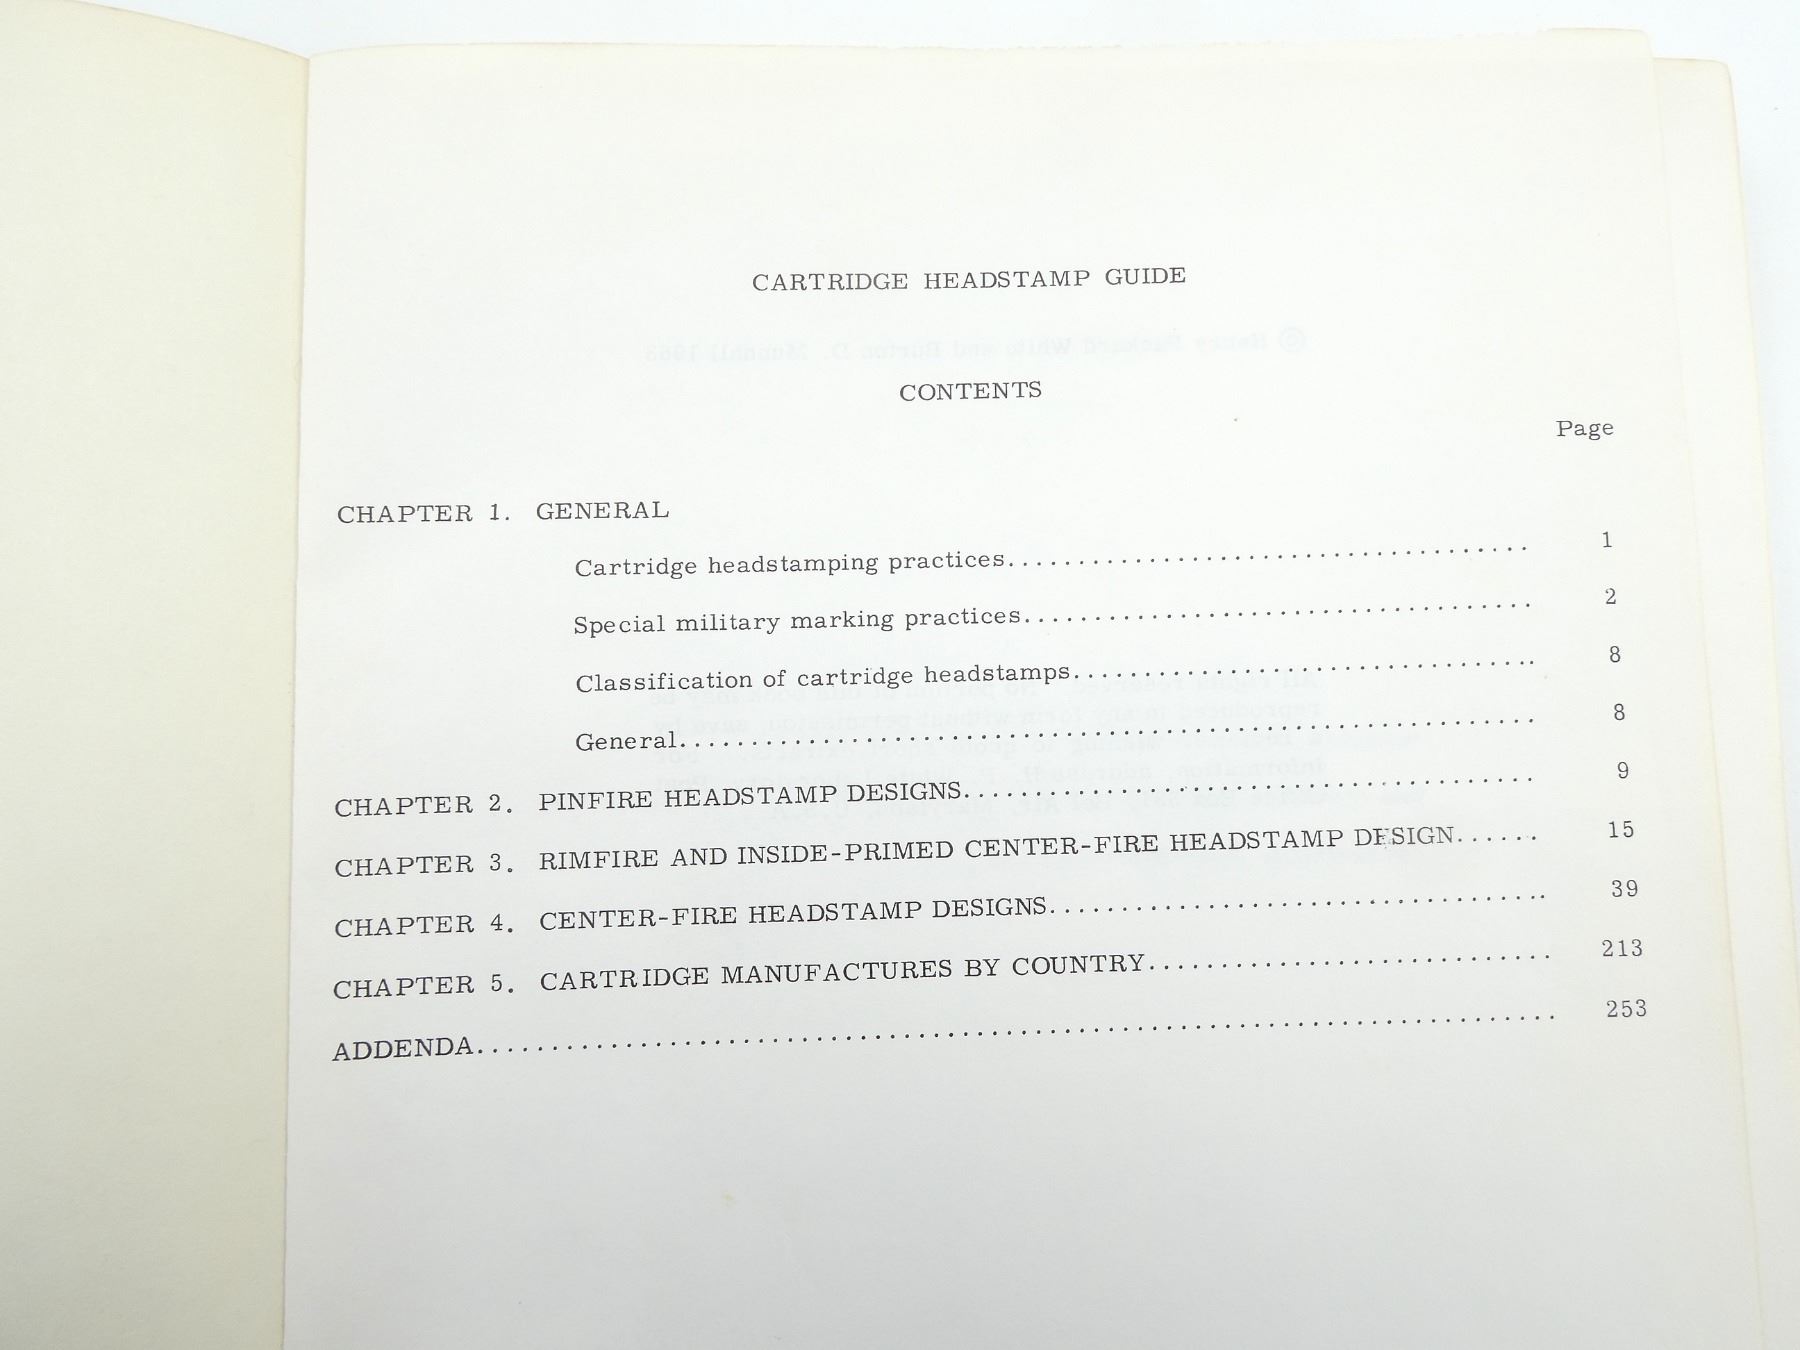 CARTRIDGE HEADSTAMP GUIDE
CONTENTS
Page
CHAPTER 1. GENERAL
Cartridge headstamping practices.................................... 1
Special military marking practices................................... 2
Classification of cartridge headstamps................................ 8
General........................................................... 8
CHAPTER 2. PINFIRE HEADSTAMP DESIGNS....................................... 9
CHAPTER 3. RIMFIRE AND INSIDE-PRIMED CENTER-FIRE HEADSTAMP DESIGN...... 15
CHAPTER 4. CENTER-FIRE HEADSTAMP DESIGNS.................................. 39
CHAPTER 5. CARTRIDGE MANUFACTURES BY COUNTRY............................ 213
ADDENDA......................................................................... 253